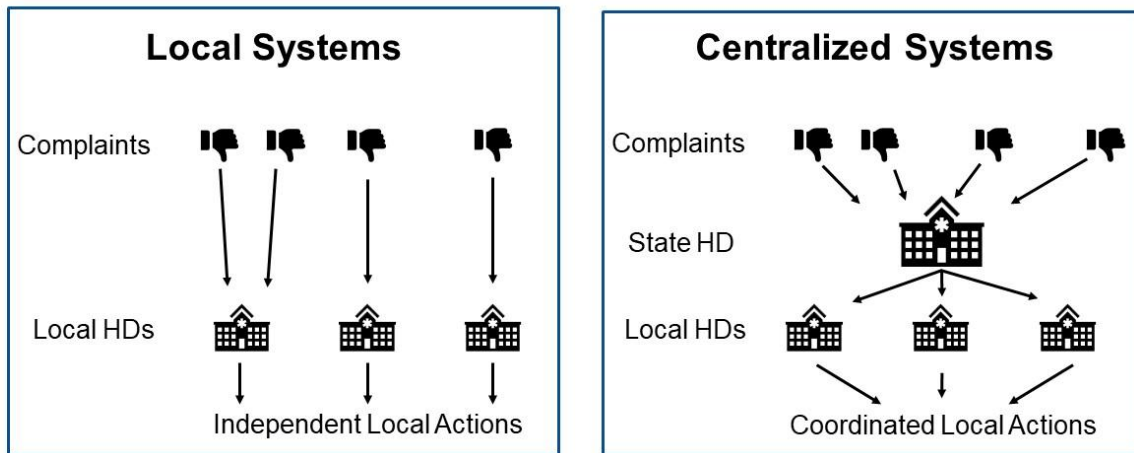 Local Systems
Complaints
Local HDs
Independent Local Actions
Centralized Systems
Complaints
State HD
Local HDs
Coordinated Local Actions